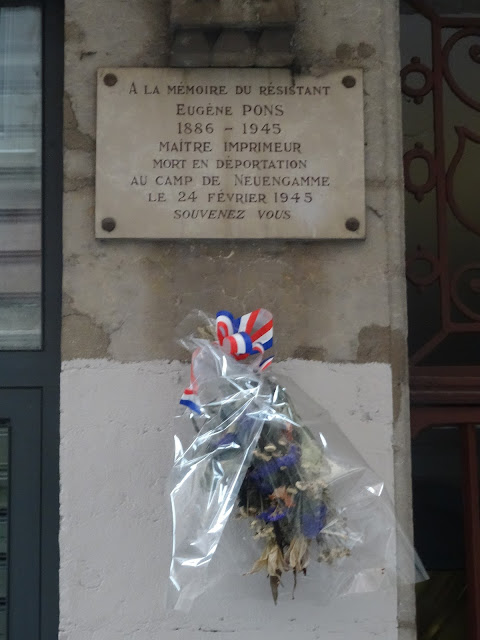 A LA MÉMOIRE DU RÉSISTANT
EUGÈNE PONS
1886 - 1945
MAÎTRE IMPRIMEUR
MORT EN DÉPORTATION
AU CAMP DE NEUENGAMME
LE 24 FÉVRIER 1945
SOUVENEZ VOUS